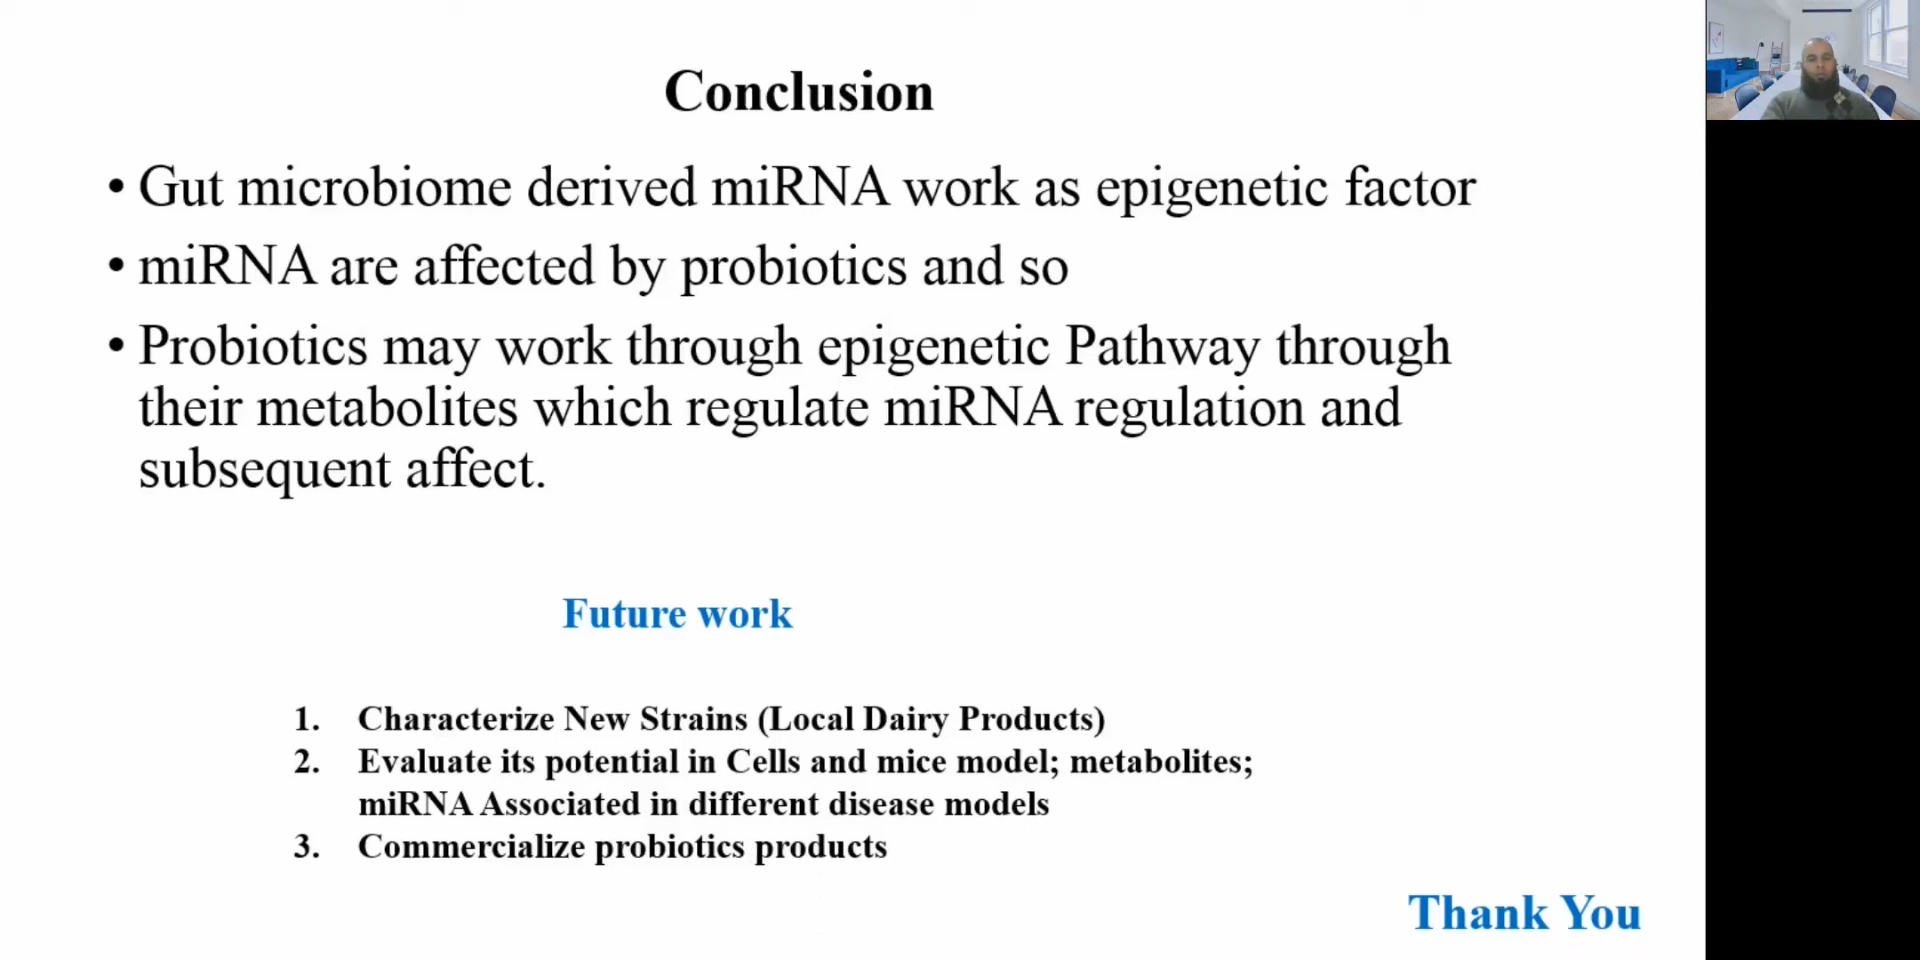 Conclusion
• Gut microbiome derived miRNA work as epigenetic factor
• miRNA are affected by probiotics and so
• Probiotics may work through epigenetic Pathway through
their metabolites which regulate miRNA regulation and
subsequent affect.
Future work
1. Characterize New Strains (Local Dairy Products)
2. Evaluate its potential in Cells and mice model; metabolites;
miRNA Associated in different disease models
3. Commercialize probiotics products
Thank You